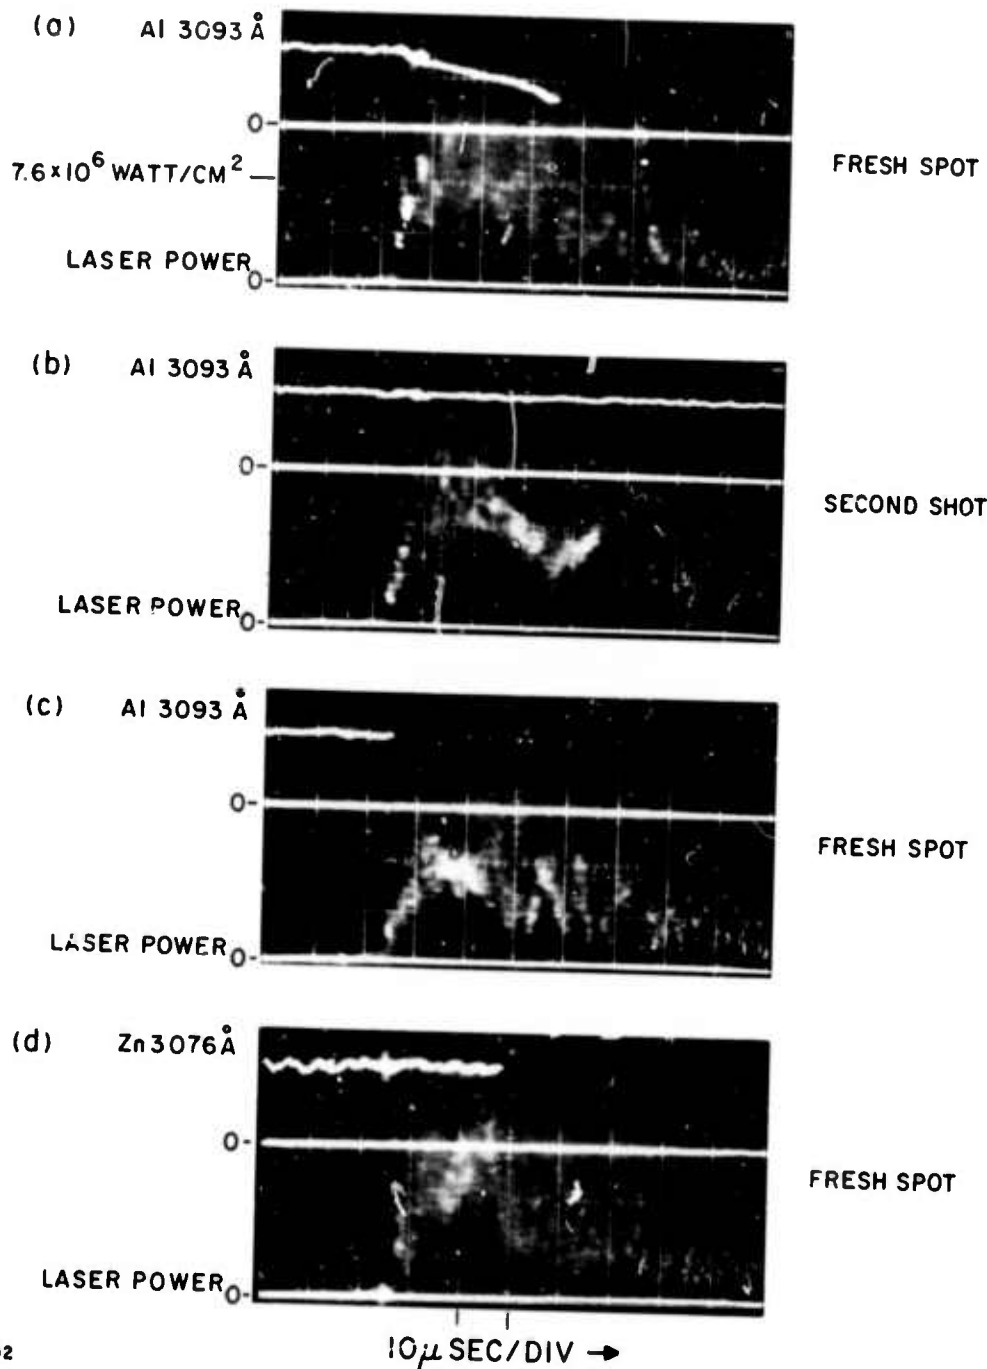 (a) Al 3093 Å
0-
7.6 × 10⁶ WATT/CM² —
FRESH SPOT
LASER POWER
0-
(b) Al 3093 Å
0-
SECOND SHOT
LASER POWER
0-
(c) Al 3093 Å
0-
FRESH SPOT
LASER POWER
0-
(d) Zn 3076 Å
0-
FRESH SPOT
LASER POWER
0-
10μ SEC/DIV →